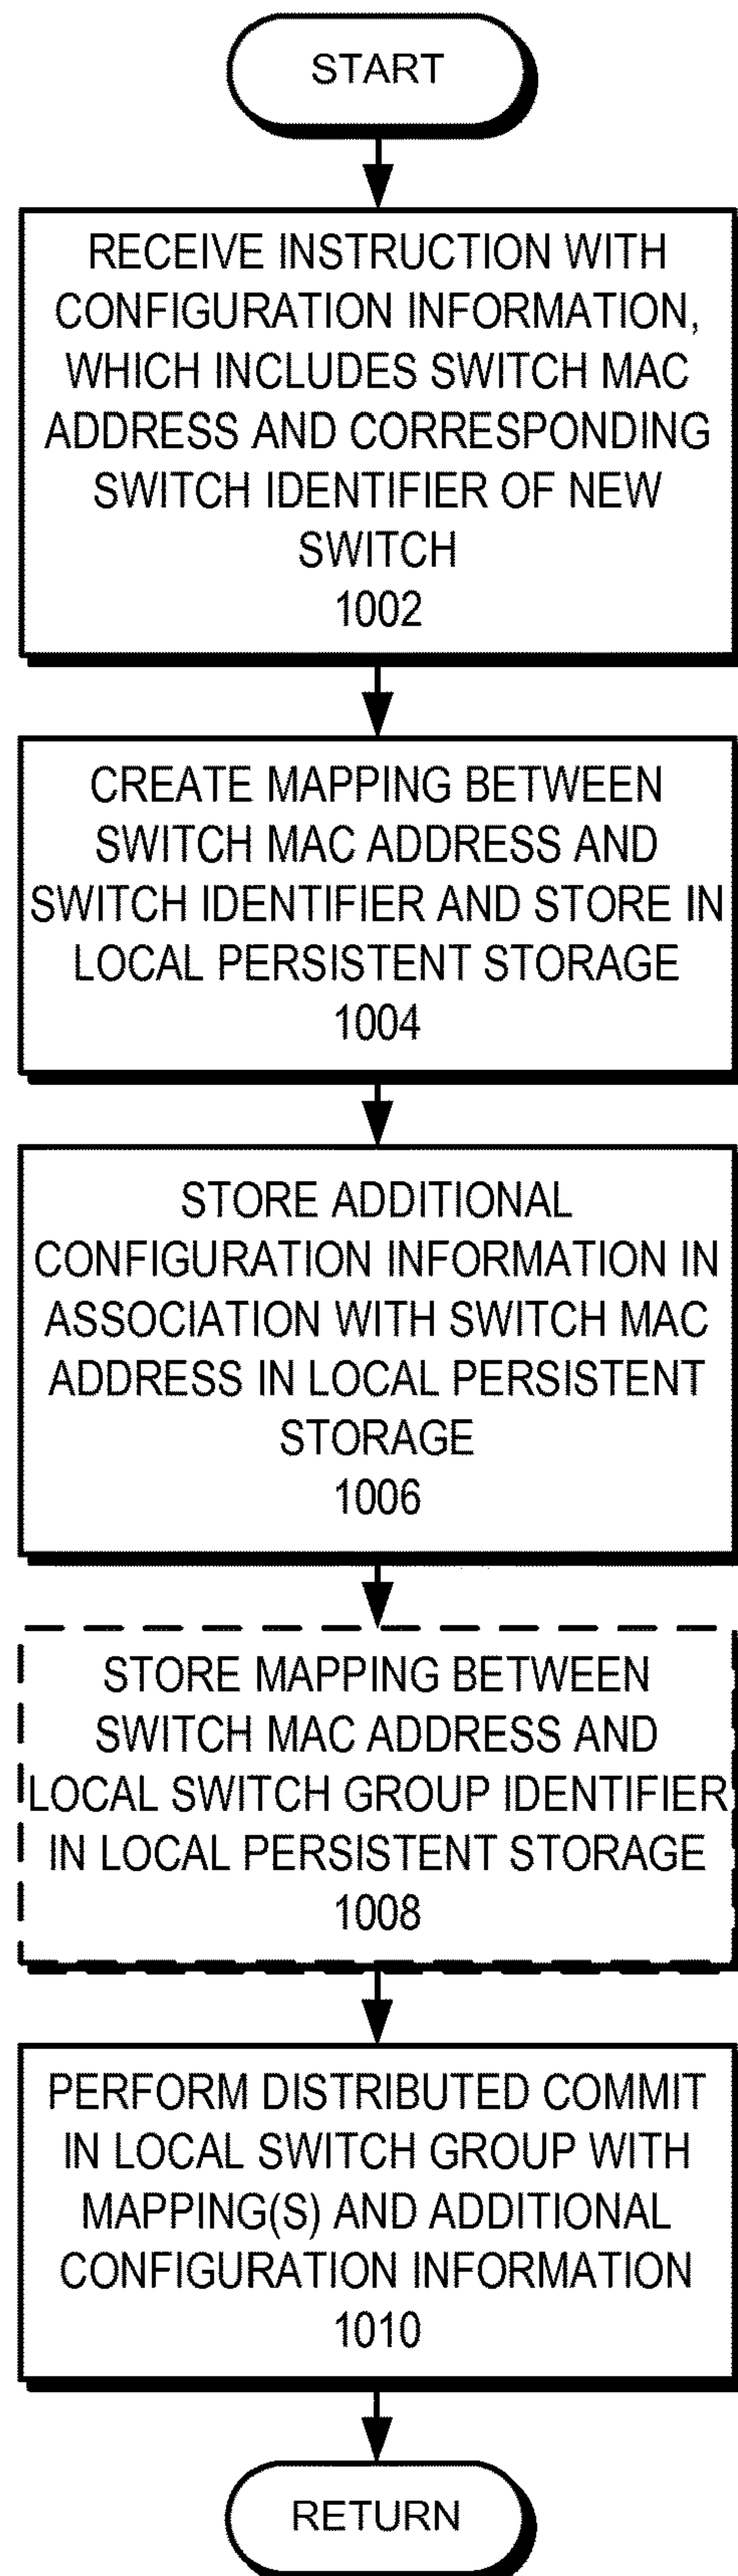 START
RECEIVE INSTRUCTION WITH
CONFIGURATION INFORMATION,
WHICH INCLUDES SWITCH MAC
ADDRESS AND CORRESPONDING
SWITCH IDENTIFIER OF NEW
SWITCH
1002
CREATE MAPPING BETWEEN
SWITCH MAC ADDRESS AND
SWITCH IDENTIFIER AND STORE IN
LOCAL PERSISTENT STORAGE
1004
STORE ADDITIONAL
CONFIGURATION INFORMATION IN
ASSOCIATION WITH SWITCH MAC
ADDRESS IN LOCAL PERSISTENT
STORAGE
1006
STORE MAPPING BETWEEN
SWITCH MAC ADDRESS AND
LOCAL SWITCH GROUP IDENTIFIER
IN LOCAL PERSISTENT STORAGE
1008
PERFORM DISTRIBUTED COMMIT
IN LOCAL SWITCH GROUP WITH
MAPPING(S) AND ADDITIONAL
CONFIGURATION INFORMATION
1010
RETURN